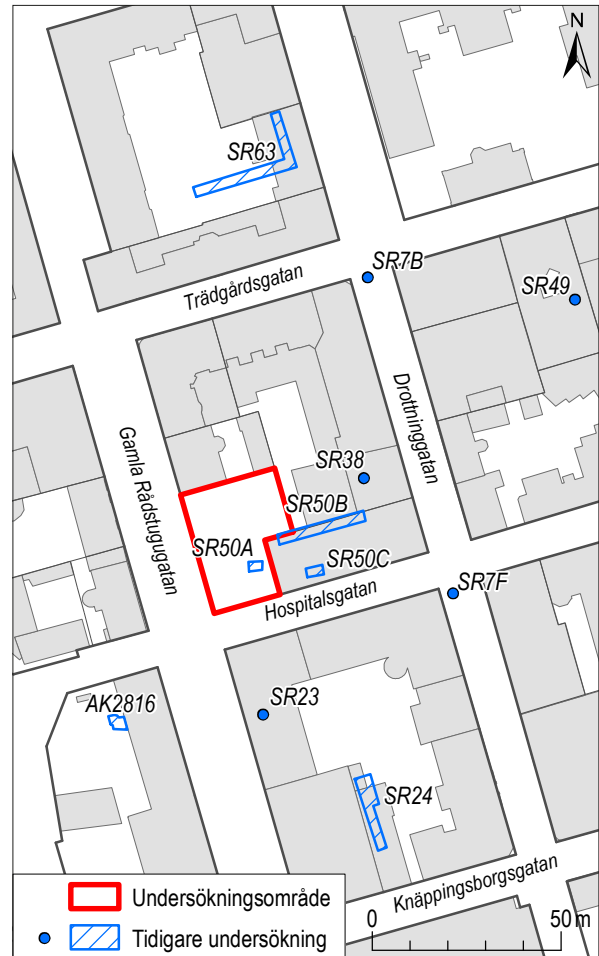 N
SR63
SR7B
Trädgårdsgatan
SR49
Drottninggatan
Gamla Rådstugugatan
SR38
SR50B
SR50A
SR50C
Hospitalsgatan
SR7F
AK2816
SR23
SR24
Knäppingsborgsgatan
Undersökningsområde
Tidigare undersökning
0 50 m